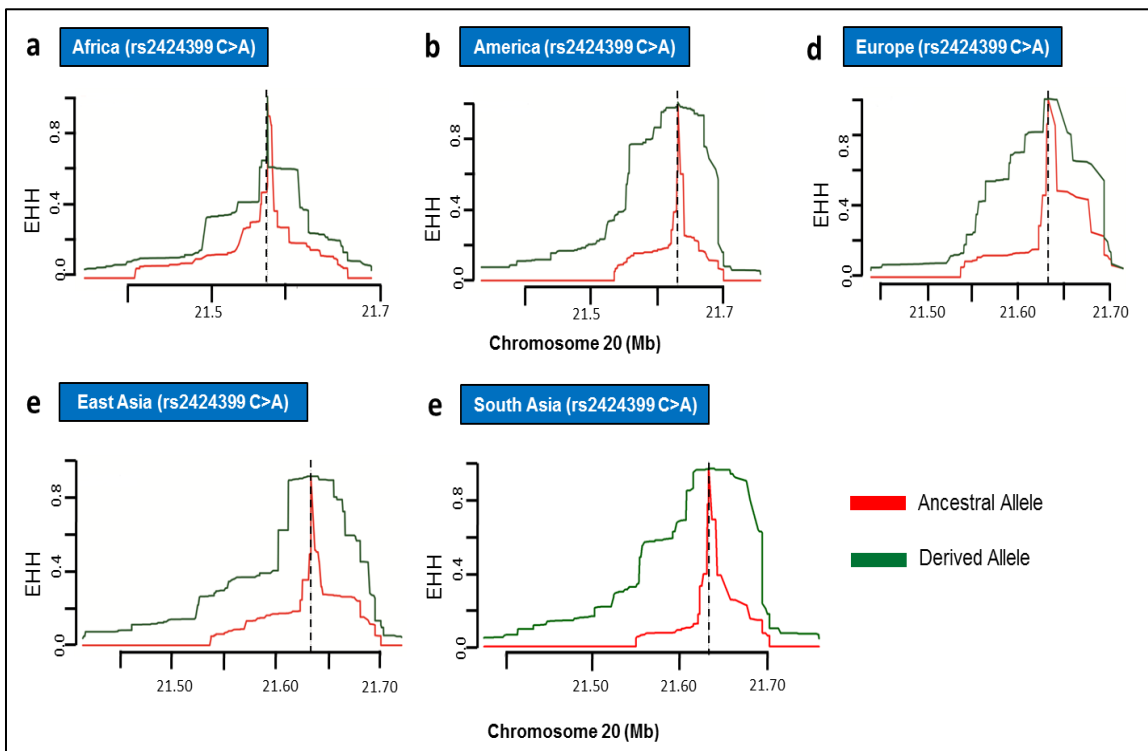 a Africa (rs2424399 C>A)
b America (rs2424399 C>A)
d Europe (rs2424399 C>A)
EHH
0.0 0.4 0.8
21.5 21.7
EHH
0.0 0.4 0.8
21.5 21.7
EHH
0.0 0.4 0.8
21.50 21.60 21.70
Chromosome 20 (Mb)
e East Asia (rs2424399 C>A)
e South Asia (rs2424399 C>A)
EHH
0.0 0.4 0.8
21.50 21.60 21.70
EHH
0.0 0.4 0.8
21.50 21.60 21.70
Ancestral Allele
Derived Allele
Chromosome 20 (Mb)